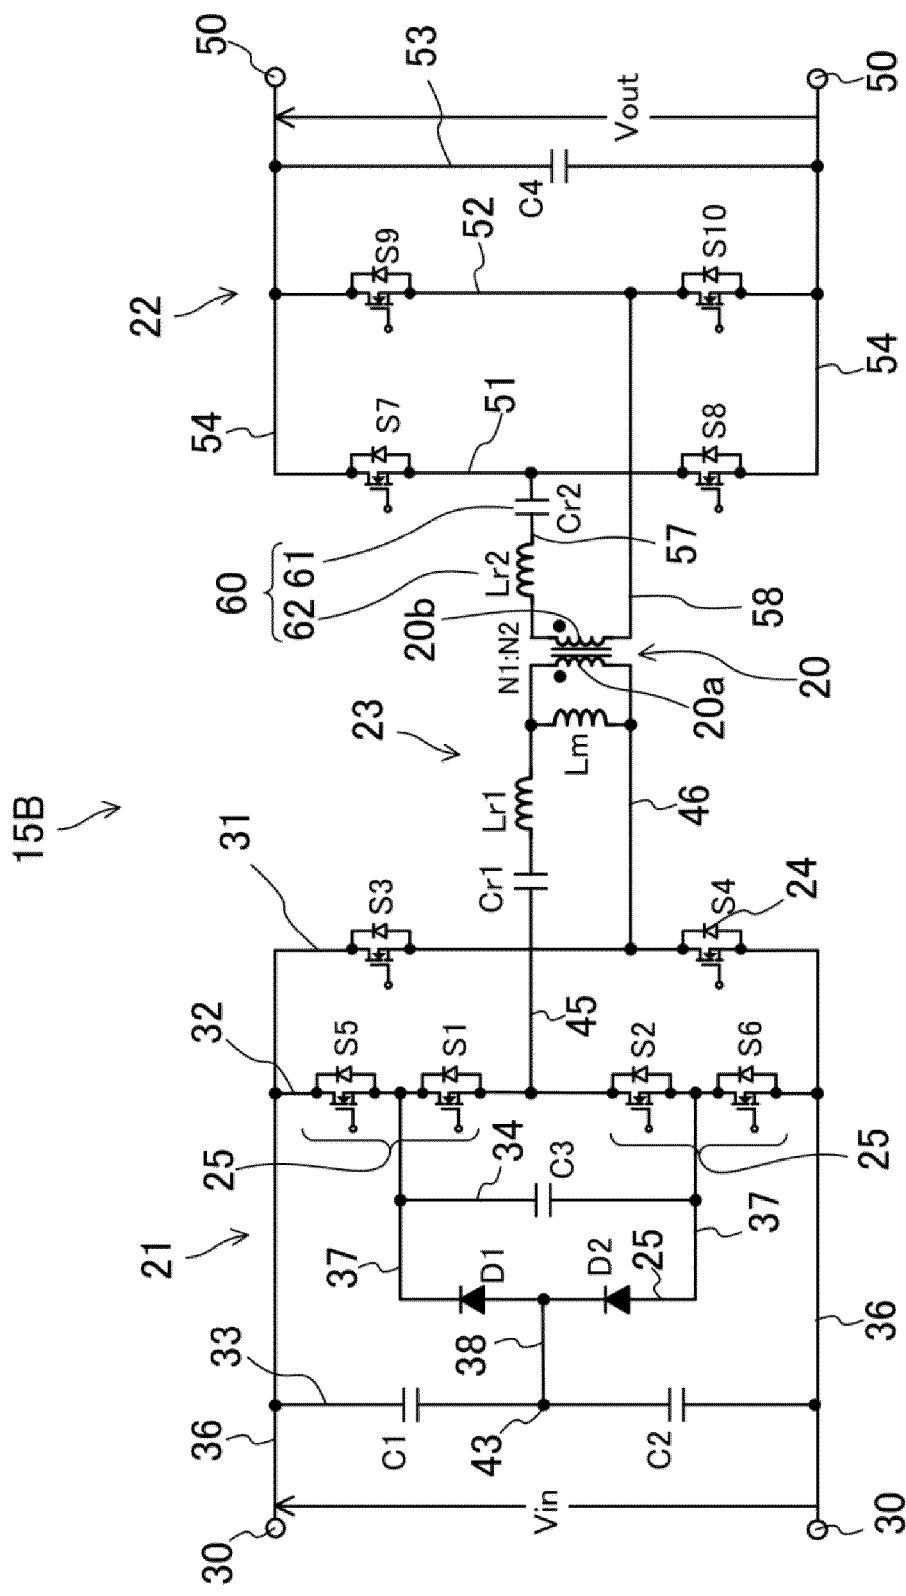 15B
21
22
23
60
61
62
50
53
Vout
50
C4
52
S9
S10
54
54
51
S7
S8
Cr2
57
Lr2
58
20b
N1:N2
20
20a
Lm
Lr1
46
Cr1
31
S3
S4
24
45
32
S5
S1
S2
S6
25
25
34
C3
37
37
D1
D2
25
38
33
36
36
C1
43
C2
Vin
30
30